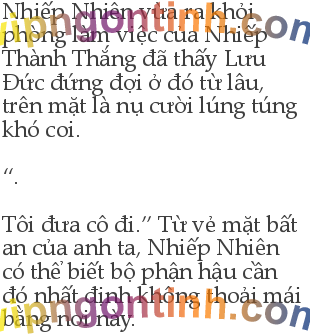 Nhiếp Nhiên vừa ra khỏi
phòng làm việc của Nhiếp
Thành Thắng đã thấy Lưu
Đức đứng đợi ở đó từ lâu,
trên mặt là nụ cười lúng túng
khó coi.
“.
Tôi đưa cô đi.” Từ vẻ mặt bất
an của anh ta, Nhiếp Nhiên
có thể biết bộ phận hậu cần
đó nhất định không thoải mái
bằng nơi này.
vipngontinh.com
vipngontinh.com